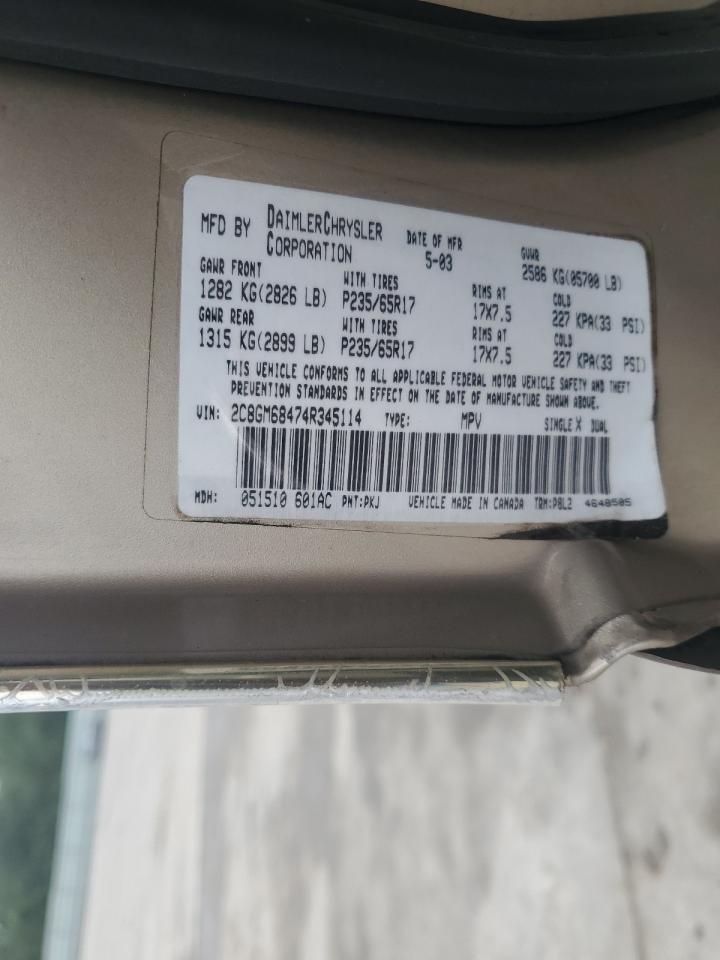 MFD BY DAIMLERCHRYSLER CORPORATION DATE OF MFR 5-03 GVWR 2586 KG(05700 LB)
GAWR FRONT WITH TIRES RIMS AT COLD
1282 KG(2826 LB) P235/65R17 17X7.5 227 KPA(33 PSI)
GAWR REAR WITH TIRES RIMS AT COLD
1315 KG(2899 LB) P235/65R17 17X7.5 227 KPA(33 PSI)
THIS VEHICLE CONFORMS TO ALL APPLICABLE FEDERAL MOTOR VEHICLE SAFETY AND THEFT
PREVENTION STANDARDS IN EFFECT ON THE DATE OF MANUFACTURE SHOWN ABOVE.
VIN: 2C8GM68474R345114 TYPE: MPV SINGLE X DUAL
MDH: 051510 601AC PNT:PKJ VEHICLE MADE IN CANADA TRM:P8L2 4648505